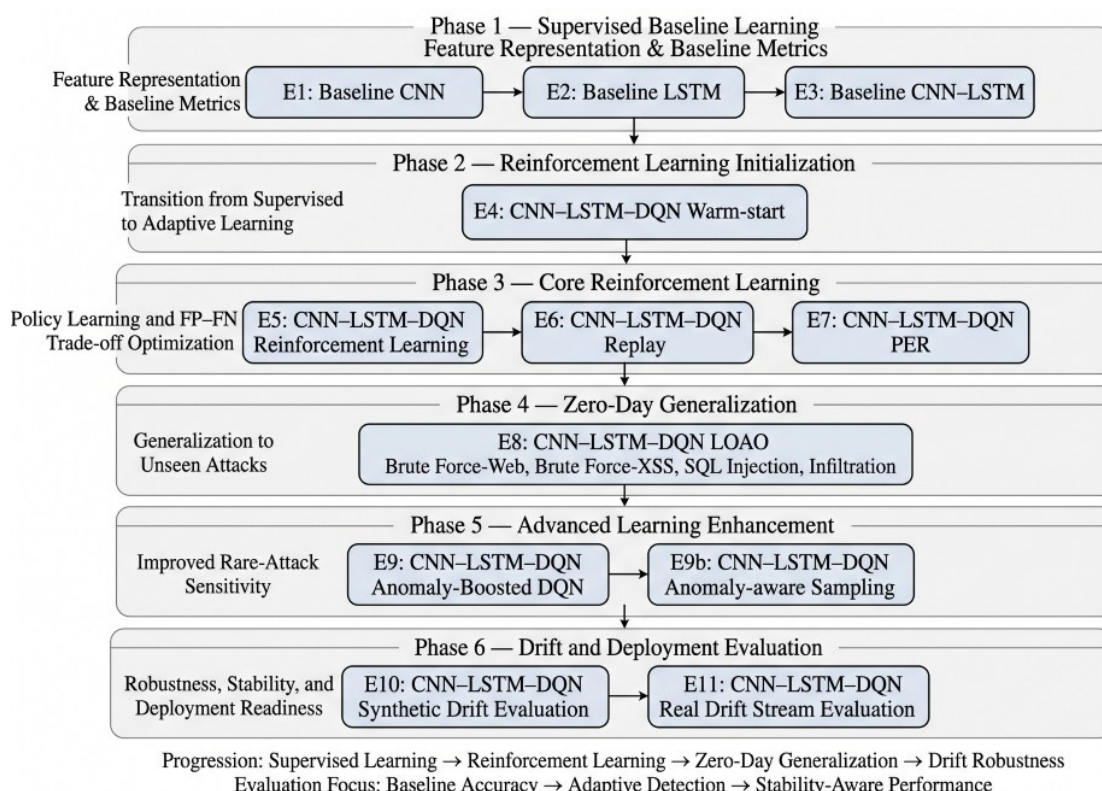 Phase 1 — Supervised Baseline Learning
Feature Representation & Baseline Metrics
Feature Representation
& Baseline Metrics
E1: Baseline CNN
E2: Baseline LSTM
E3: Baseline CNN–LSTM
Phase 2 — Reinforcement Learning Initialization
Transition from Supervised
to Adaptive Learning
E4: CNN–LSTM–DQN Warm-start
Phase 3 — Core Reinforcement Learning
Policy Learning and FP–FN
Trade-off Optimization
E5: CNN–LSTM–DQN
Reinforcement Learning
E6: CNN–LSTM–DQN
Replay
E7: CNN–LSTM–DQN
PER
Phase 4 — Zero-Day Generalization
Generalization to
Unseen Attacks
E8: CNN–LSTM–DQN LOAO
Brute Force-Web, Brute Force-XSS, SQL Injection, Infiltration
Phase 5 — Advanced Learning Enhancement
Improved Rare-Attack
Sensitivity
E9: CNN–LSTM–DQN
Anomaly-Boosted DQN
E9b: CNN–LSTM–DQN
Anomaly-aware Sampling
Phase 6 — Drift and Deployment Evaluation
Robustness, Stability, and
Deployment Readiness
E10: CNN–LSTM–DQN
Synthetic Drift Evaluation
E11: CNN–LSTM–DQN
Real Drift Stream Evaluation
Progression: Supervised Learning → Reinforcement Learning → Zero-Day Generalization → Drift Robustness
Evaluation Focus: Baseline Accuracy → Adaptive Detection → Stability-Aware Performance